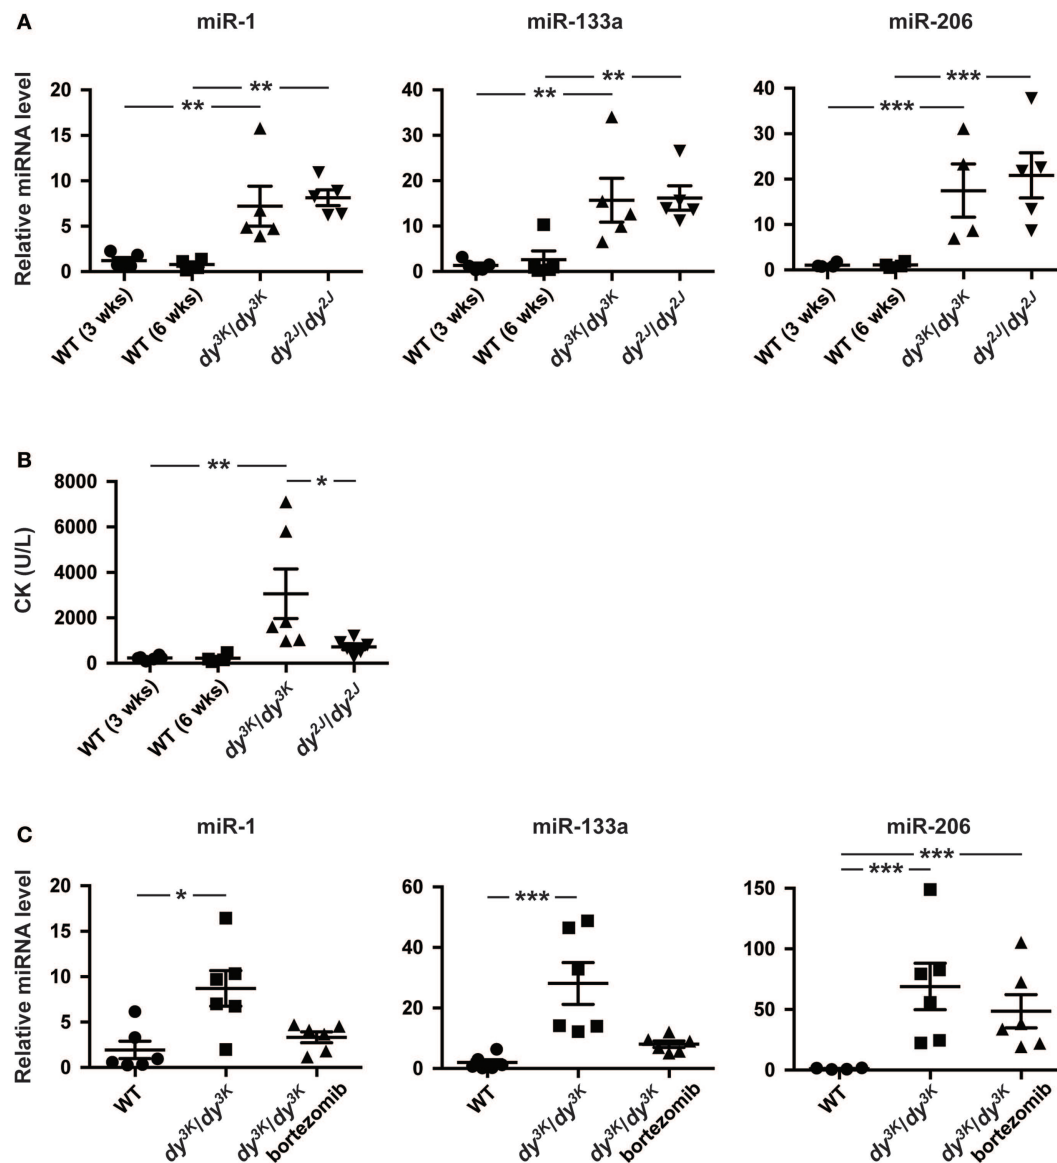 A
miR-1
miR-133a
miR-206
Relative miRNA level
20
15
10
5
0
**
**
WT (3 wks)
WT (6 wks)
dy3K/dy3K
dy2J/dy2J
40
30
20
10
0
**
**
WT (3 wks)
WT (6 wks)
dy3K/dy3K
dy2J/dy2J
40
30
20
10
0
***
***
WT (3 wks)
WT (6 wks)
dy3K/dy3K
dy2J/dy2J
B
CK (U/L)
8000
6000
4000
2000
0
**
*
WT (3 wks)
WT (6 wks)
dy3K/dy3K
dy2J/dy2J
C
miR-1
miR-133a
miR-206
Relative miRNA level
20
15
10
5
0
*
WT
dy3K/dy3K
dy3K/dy3K
bortezomib
60
40
20
0
***
WT
dy3K/dy3K
dy3K/dy3K
bortezomib
150
100
50
0
***
***
WT
dy3K/dy3K
dy3K/dy3K
bortezomib